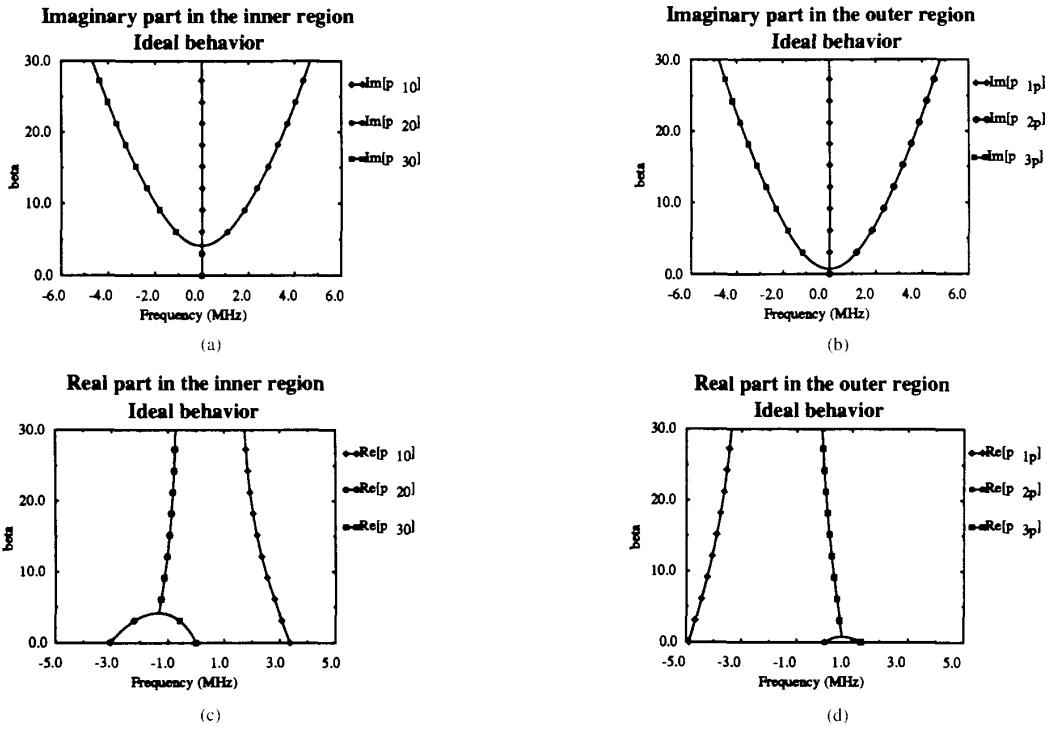 Imaginary part in the inner region
Ideal behavior
30.0
20.0
10.0
0.0
beta
-6.0 -4.0 -2.0 0.0 2.0 4.0 6.0
Frequency (MHz)
Im[p 10]
Im[p 20]
Im[p 30]
(a)
Imaginary part in the outer region
Ideal behavior
30.0
20.0
10.0
0.0
beta
-6.0 -4.0 -2.0 0.0 2.0 4.0 6.0
Frequency (MHz)
Im[p 1p]
Im[p 2p]
Im[p 3p]
(b)
Real part in the inner region
Ideal behavior
30.0
20.0
10.0
0.0
beta
-5.0 -3.0 -1.0 1.0 3.0 5.0
Frequency (MHz)
Re[p 10]
Re[p 20]
Re[p 30]
(c)
Real part in the outer region
Ideal behavior
30.0
20.0
10.0
0.0
beta
-5.0 -3.0 -1.0 1.0 3.0 5.0
Frequency (MHz)
Re[p 1p]
Re[p 2p]
Re[p 3p]
(d)